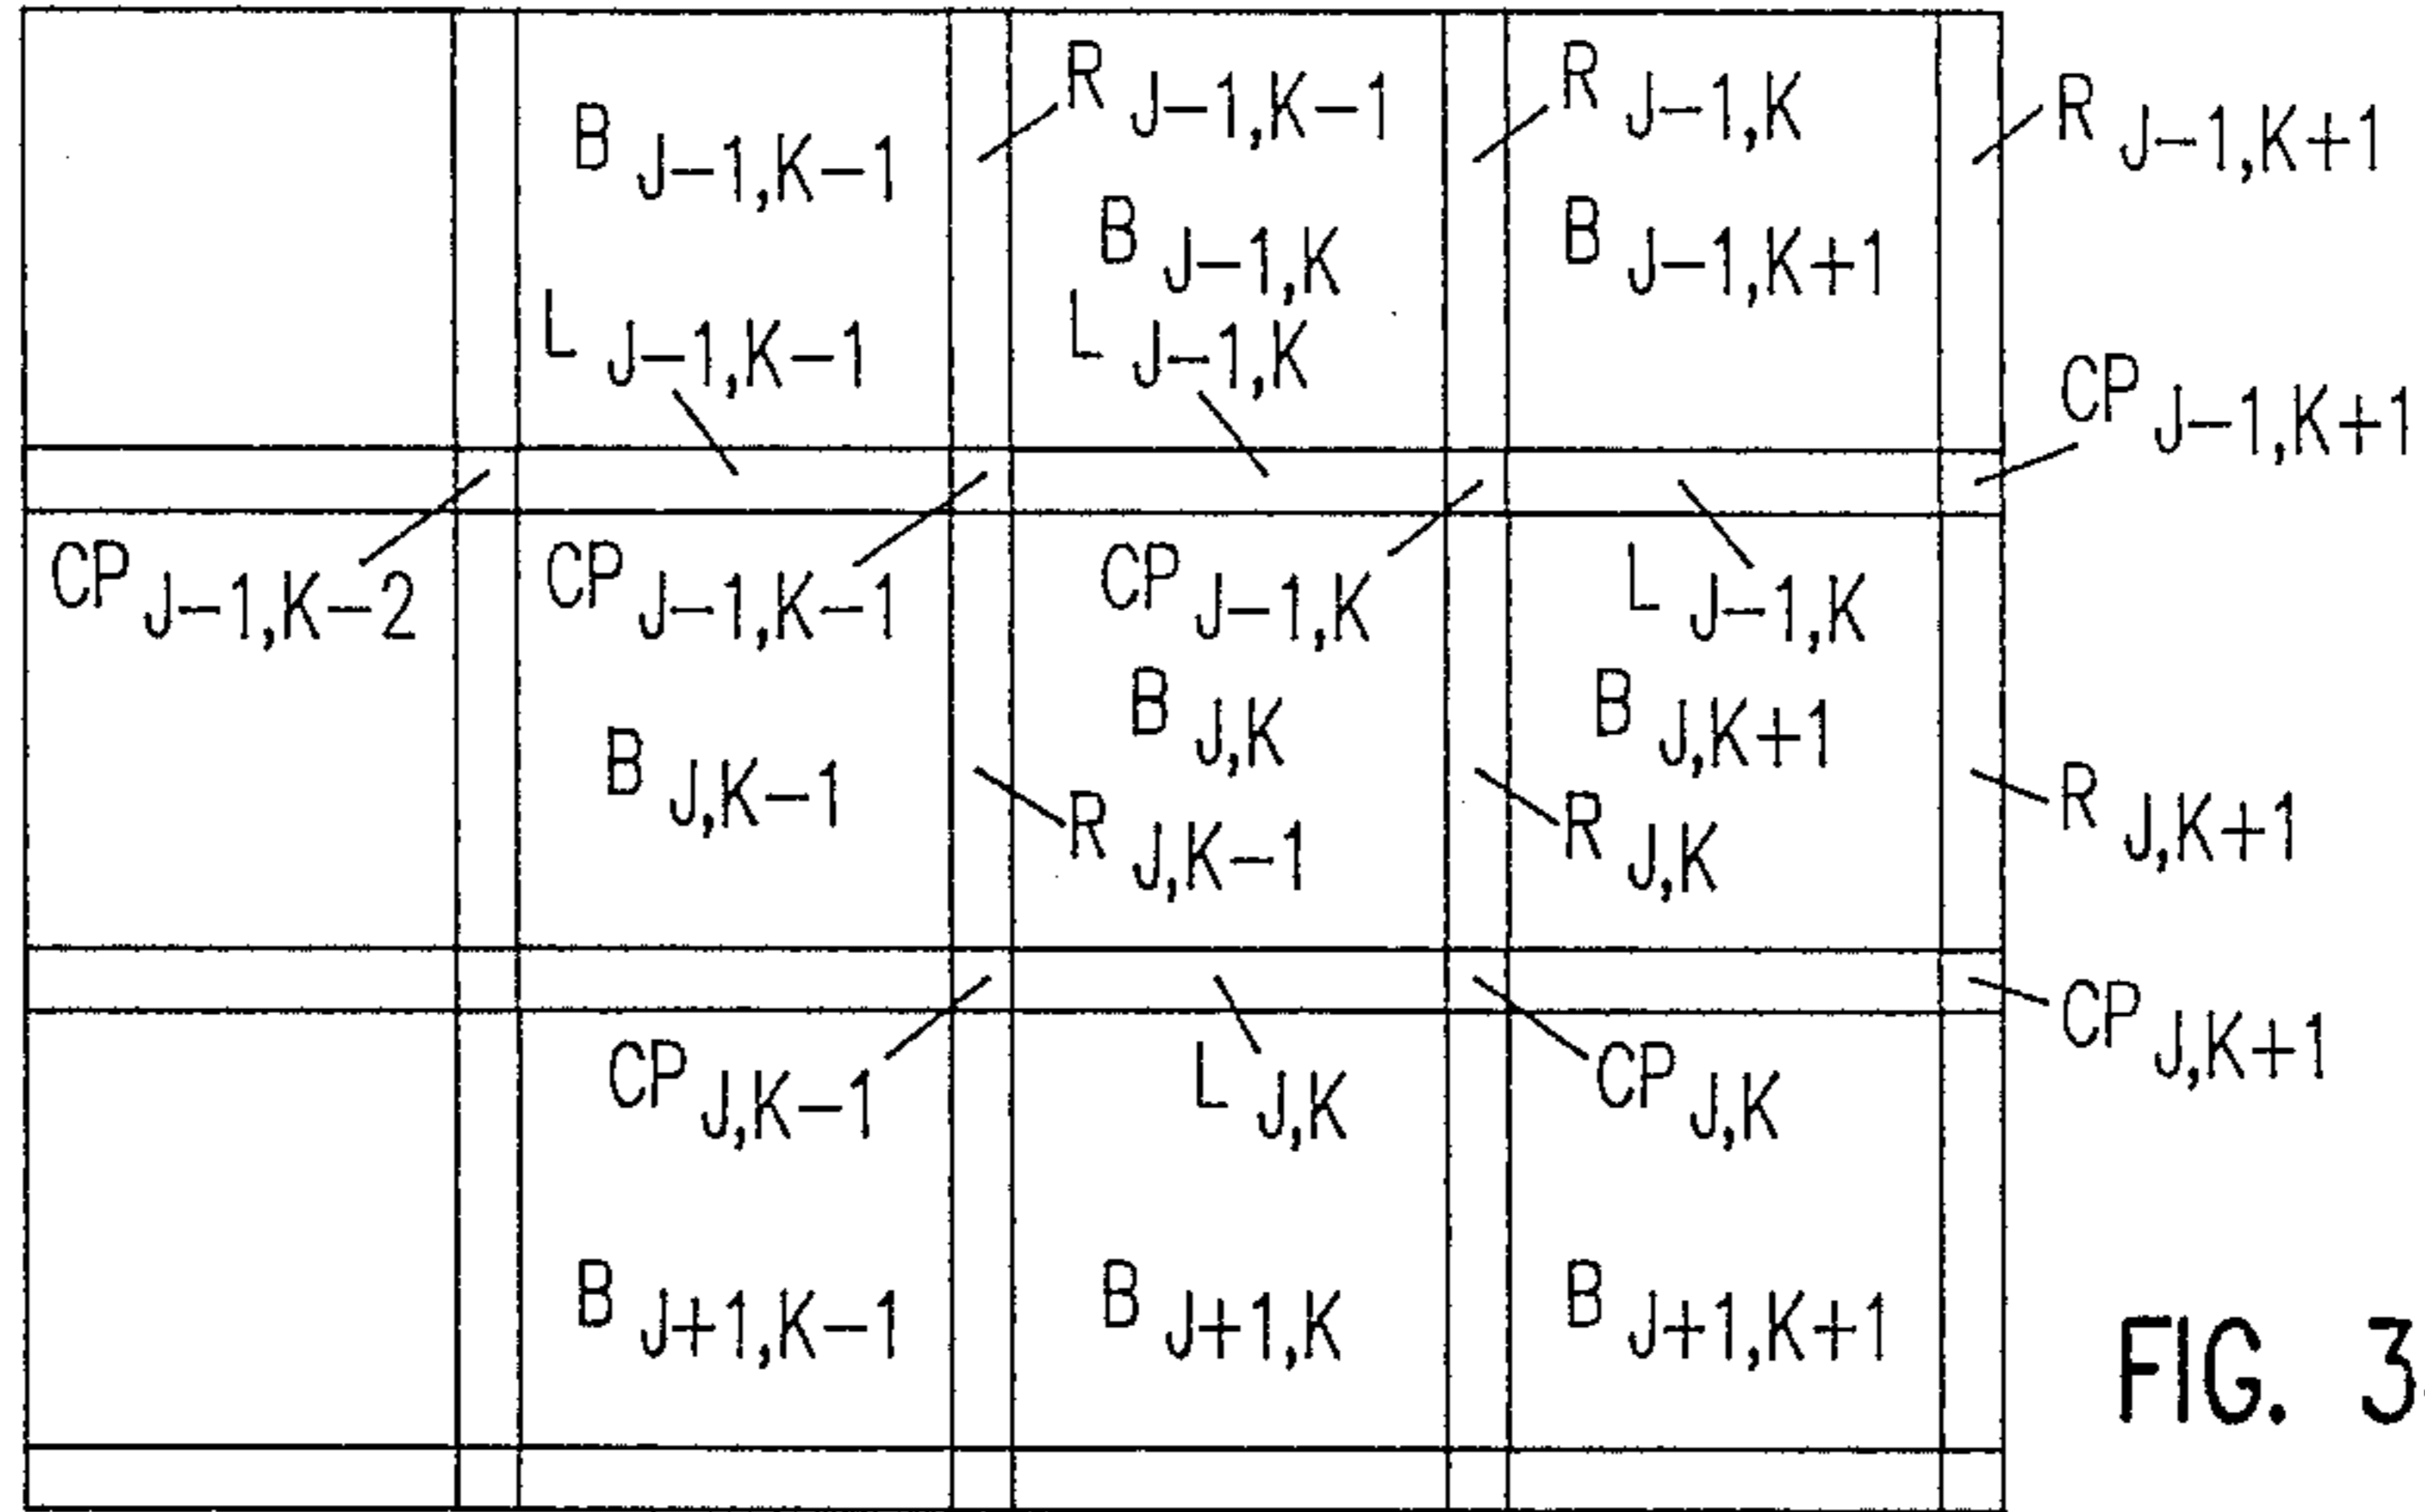 R J–1,K–1
R J–1,K
R J–1,K+1
B J–1,K–1
B J–1,K
B J–1,K+1
L J–1,K–1
L J–1,K
CP J–1,K+1
CP J–1,K–2
CP J–1,K–1
CP J–1,K
L J–1,K
B J,K–1
B J,K
B J,K+1
R J,K–1
R J,K
R J,K+1
CP J,K–1
L J,K
CP J,K
CP J,K+1
B J+1,K–1
B J+1,K
B J+1,K+1
FIG. 3.